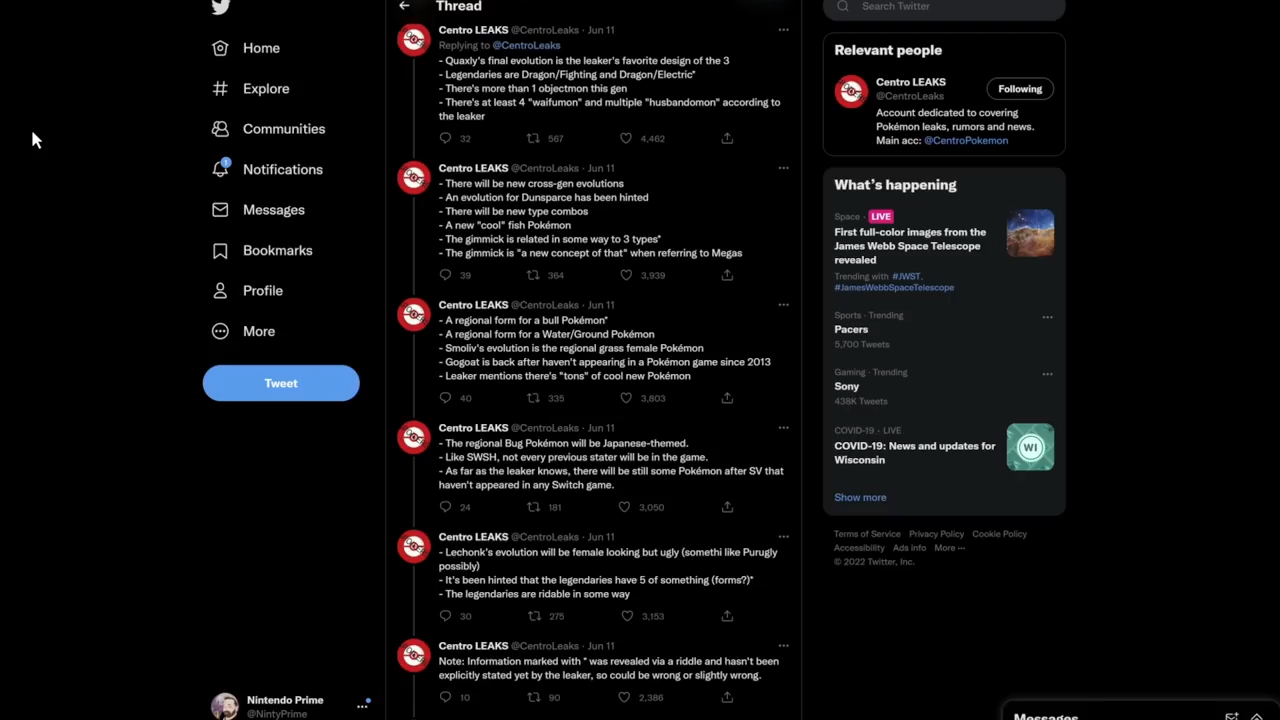 Home
Explore
Communities
1
Notifications
Messages
Bookmarks
Profile
More
Tweet
Nintendo Prime
@NintyPrime
Thread
Centro LEAKS @CentroLeaks · Jun 11
Replying to @CentroLeaks
- Quaxly's final evolution is the leaker's favorite design of the 3
- Legendaries are Dragon/Fighting and Dragon/Electric*
- There's more than 1 objectmon this gen
- There's at least 4 "waifumon" and multiple "husbandomon" according to
the leaker
32 567 4,462
Centro LEAKS @CentroLeaks · Jun 11
- There will be new cross-gen evolutions
- An evolution for Dunsparce has been hinted
- There will be new type combos
- A new "cool" fish Pokémon
- The gimmick is related in some way to 3 types*
- The gimmick is "a new concept of that" when referring to Megas
39 364 3,939
Centro LEAKS @CentroLeaks · Jun 11
- A regional form for a bull Pokémon*
- A regional form for a Water/Ground Pokémon
- Smoliv's evolution is the regional grass female Pokémon
- Gogoat is back after haven't appearing in a Pokémon game since 2013
- Leaker mentions there's "tons" of cool new Pokémon
40 335 3,803
Centro LEAKS @CentroLeaks · Jun 11
- The regional Bug Pokémon will be Japanese-themed.
- Like SWSH, not every previous stater will be in the game.
- As far as the leaker knows, there will be still some Pokémon after SV that
haven't appeared in any Switch game.
24 181 3,050
Centro LEAKS @CentroLeaks · Jun 11
- Lechonk's evolution will be female looking but ugly (somethi like Purugly
possibly)
- It's been hinted that the legendaries have 5 of something (forms?)*
- The legendaries are ridable in some way
30 275 3,153
Centro LEAKS @CentroLeaks · Jun 11
Note: Information marked with * was revealed via a riddle and hasn't been
explicitly stated yet by the leaker, so could be wrong or slightly wrong.
10 90 2,386
Search Twitter
Relevant people
Centro LEAKS
@CentroLeaks
Following
Account dedicated to covering
Pokémon leaks, rumors and news.
Main acc: @CentroPokemon
What's happening
Space · LIVE
First full-color images from the
James Webb Space Telescope
revealed
Trending with #JWST,
#JamesWebbSpaceTelescope
Sports · Trending
Pacers
5,700 Tweets
Gaming · Trending
Sony
438K Tweets
COVID-19 · LIVE
COVID-19: News and updates for
Wisconsin
WI
Show more
Terms of Service Privacy Policy Cookie Policy
Accessibility Ads info More ···
© 2022 Twitter, Inc.
Messages